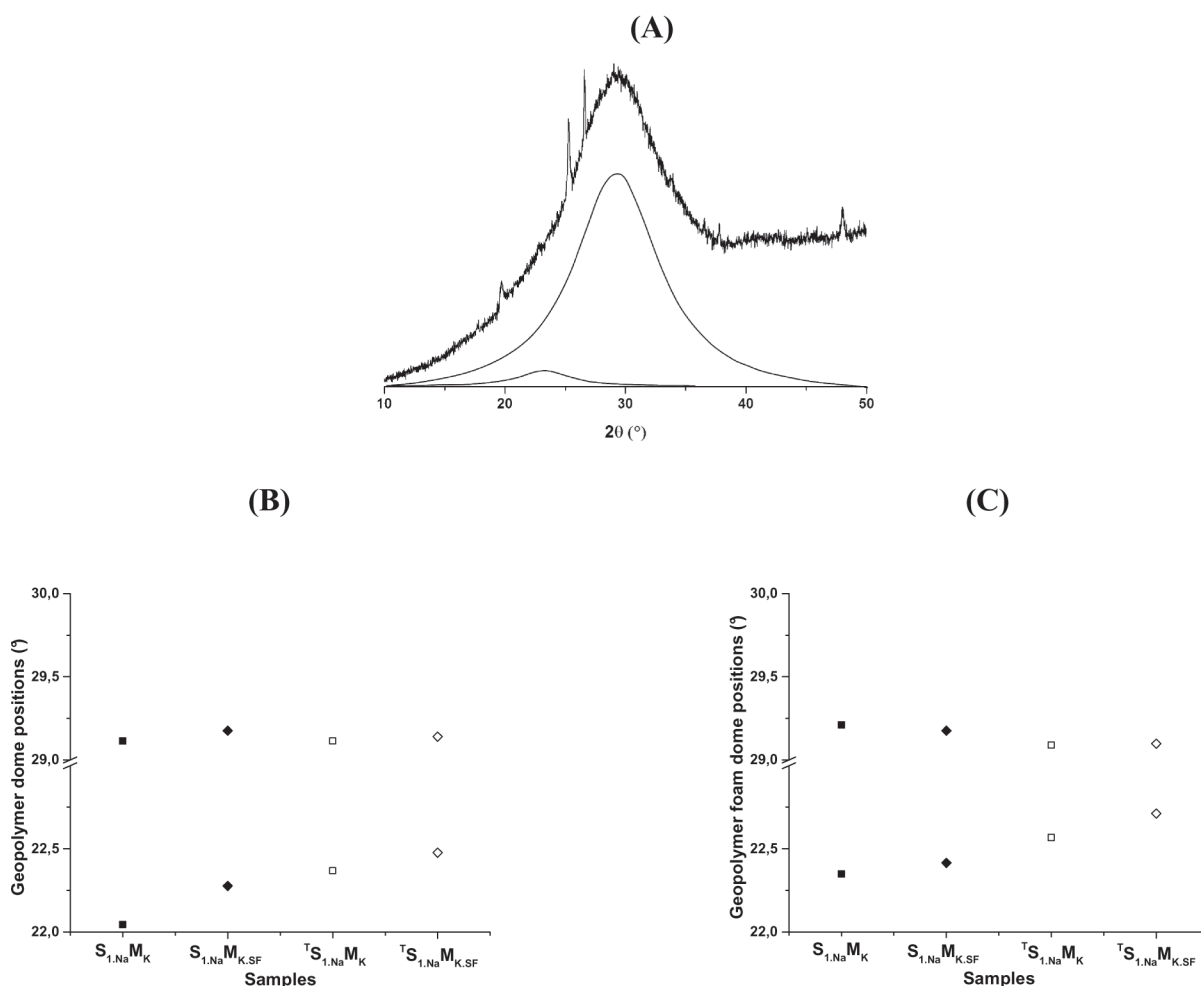 (A)
10 20 30 40 50
2θ (°)
(B)
Geopolymer dome positions (°)
30,0
29,5
29,0
22,5
22,0
S1.NaMK S1.NaMK.SF TS1.NaMK TS1.NaMK.SF
Samples
(C)
Geopolymer foam dome positions (°)
30,0
29,5
29,0
22,5
22,0
S1.NaMK S1.NaMK.SF TS1.NaMK TS1.NaMK.SF
Samples